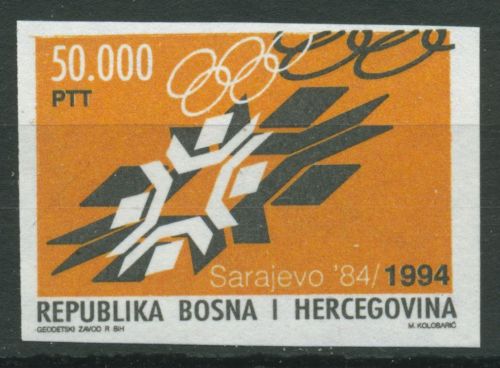 50.000
PTT
Sarajevo '84/1994
REPUBLIKA BOSNA I HERCEGOVINA
GEODETSKI ZAVOD R BiH
M. KOLOBARIĆ